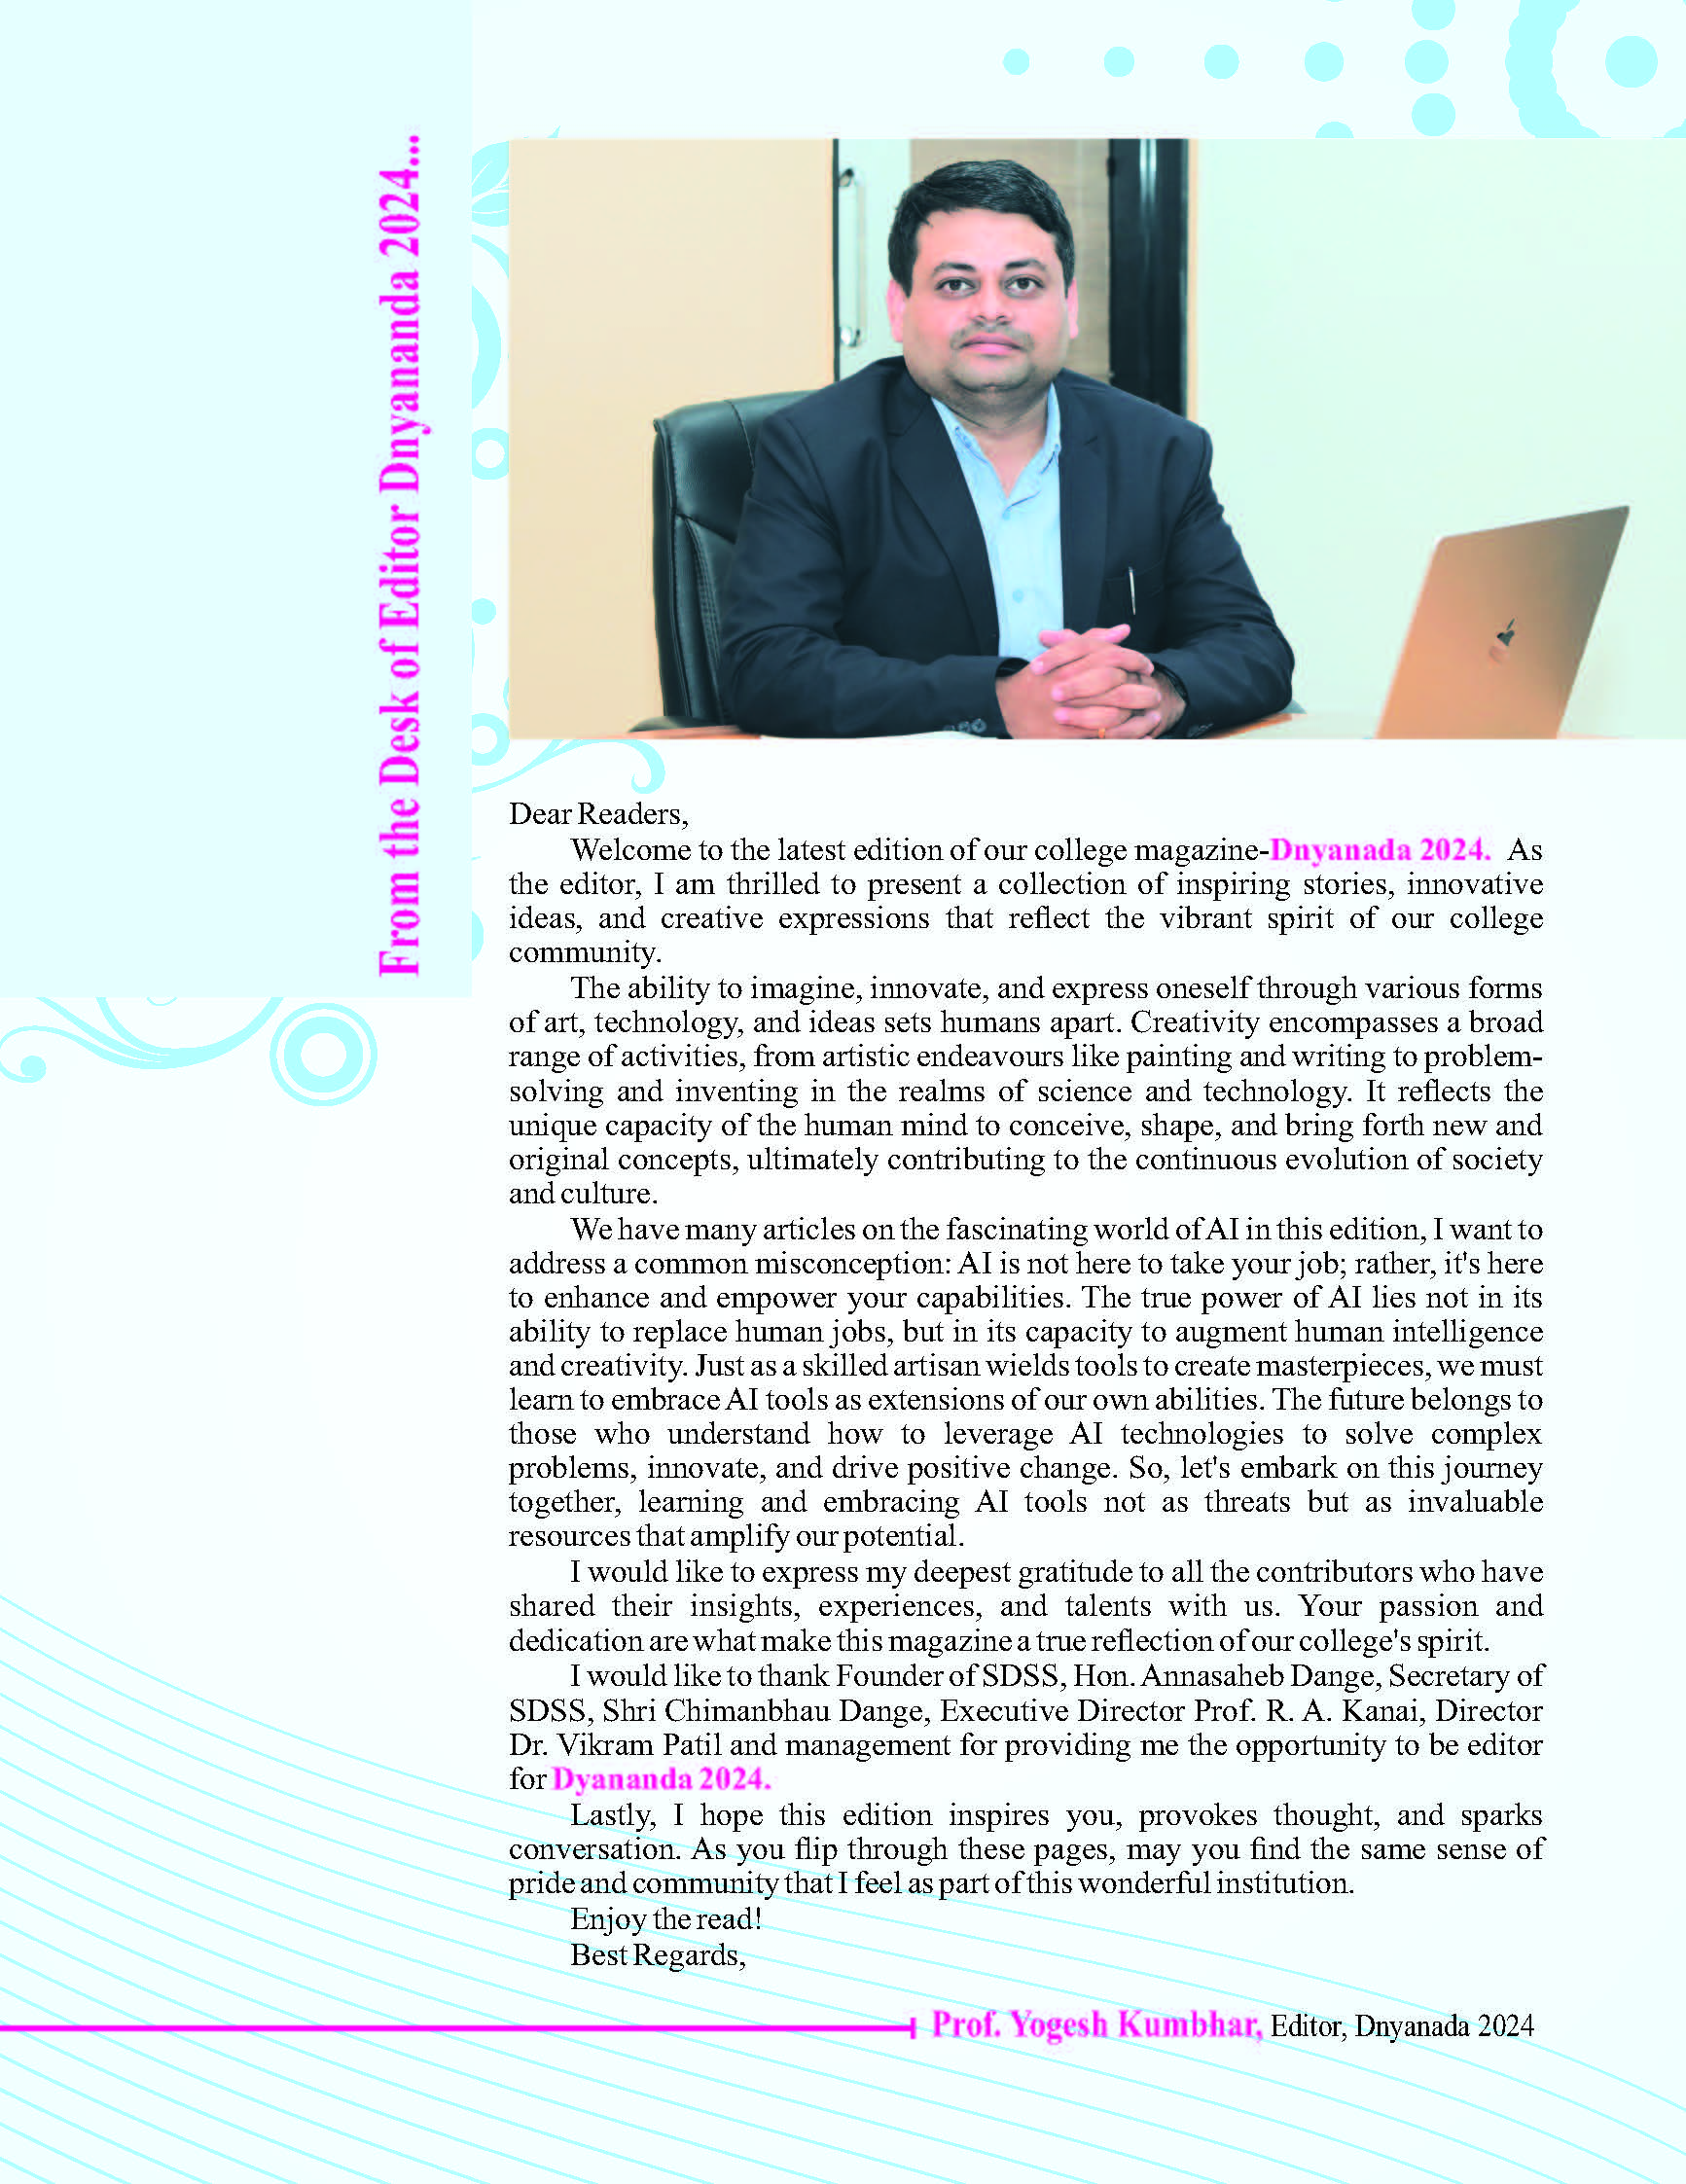 From the Desk of Editor Dnyananda 2024...
Dear Readers,
Welcome to the latest edition of our college magazine-Dnyanada 2024. As
the editor, I am thrilled to present a collection of inspiring stories, innovative
ideas, and creative expressions that reflect the vibrant spirit of our college
community.
The ability to imagine, innovate, and express oneself through various forms
of art, technology, and ideas sets humans apart. Creativity encompasses a broad
range of activities, from artistic endeavours like painting and writing to problem-
solving and inventing in the realms of science and technology. It reflects the
unique capacity of the human mind to conceive, shape, and bring forth new and
original concepts, ultimately contributing to the continuous evolution of society
and culture.
We have many articles on the fascinating world of AI in this edition, I want to
address a common misconception: AI is not here to take your job; rather, it's here
to enhance and empower your capabilities. The true power of AI lies not in its
ability to replace human jobs, but in its capacity to augment human intelligence
and creativity. Just as a skilled artisan wields tools to create masterpieces, we must
learn to embrace AI tools as extensions of our own abilities. The future belongs to
those who understand how to leverage AI technologies to solve complex
problems, innovate, and drive positive change. So, let's embark on this journey
together, learning and embracing AI tools not as threats but as invaluable
resources that amplify our potential.
I would like to express my deepest gratitude to all the contributors who have
shared their insights, experiences, and talents with us. Your passion and
dedication are what make this magazine a true reflection of our college's spirit.
I would like to thank Founder of SDSS, Hon. Annasaheb Dange, Secretary of
SDSS, Shri Chimanbhau Dange, Executive Director Prof. R. A. Kanai, Director
Dr. Vikram Patil and management for providing me the opportunity to be editor
for Dyananda 2024.
Lastly, I hope this edition inspires you, provokes thought, and sparks
conversation. As you flip through these pages, may you find the same sense of
pride and community that I feel as part of this wonderful institution.
Enjoy the read!
Best Regards,
Prof. Yogesh Kumbhar, Editor, Dnyanada 2024